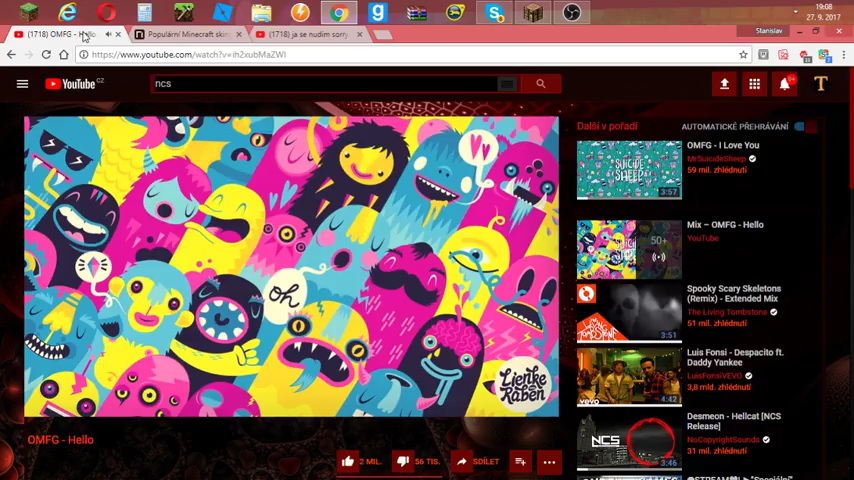 19:08
27. 9. 2017
(1718) OMFG - Hello
Populární Minecraft skin
(1718) ja se nudim sorry
Stanislav
https://www.youtube.com/watch?v=ih2xubMaZWI
YouTube CZ
ncs
9+
T
oh
Lienke Raben
OMFG - Hello
2 MIL.
56 TIS.
SDÍLET
Další v pořadí
AUTOMATICKÉ PŘEHRÁVÁNÍ
SUICIDE
SHEEP
3:57
OMFG - I Love You
MrSuicideSheep
59 mil. zhlédnutí
50+
Mix – OMFG - Hello
YouTube
3:51
Spooky Scary Skeletons
(Remix) - Extended Mix
The Living Tombstone
51 mil. zhlédnutí
vevo
4:42
Luis Fonsi - Despacito ft.
Daddy Yankee
LuisFonsiVEVO
3,8 mld. zhlédnutí
NCS
3:46
Desmeon - Hellcat [NCS
Release]
NoCopyrightSounds
31 mil. zhlédnutí